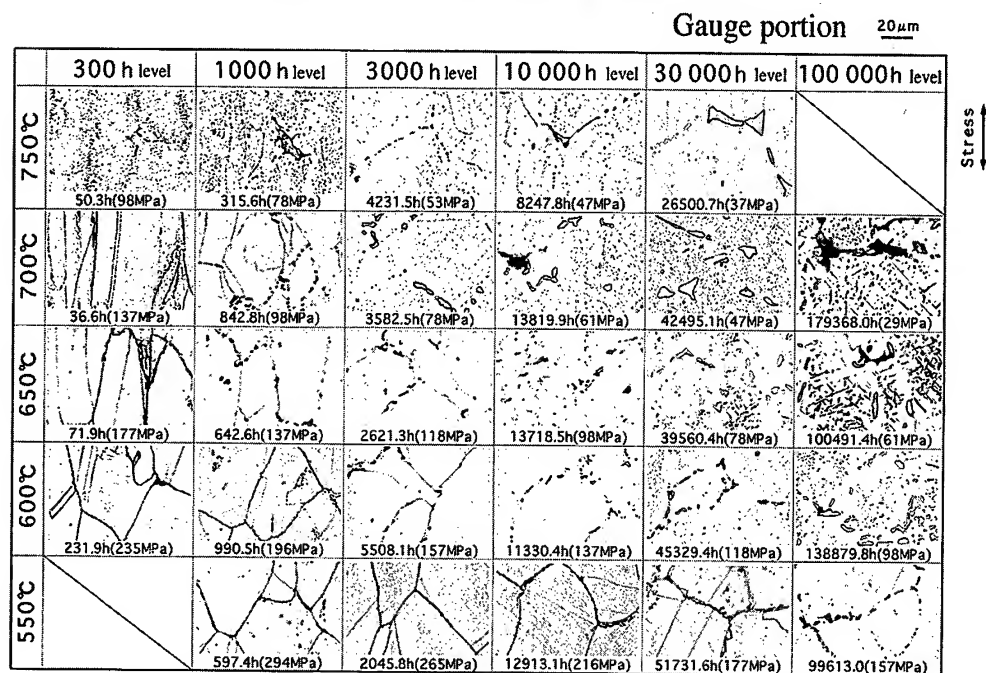 Gauge portion 20μm
300 h level 1000 h level 3000 h level 10 000h level 30 000h level 100 000h level
Stress
750℃
50.3h(98MPa) 315.6h(78MPa) 4231.5h(53MPa) 8247.8h(47MPa) 26500.7h(37MPa)
700℃
36.6h(137MPa) 842.8h(98MPa) 3582.5h(78MPa) 13819.9h(61MPa) 42495.1h(47MPa) 179368.0h(29MPa)
650℃
71.9h(177MPa) 642.6h(137MPa) 2621.3h(118MPa) 13718.5h(98MPa) 39560.4h(78MPa) 100491.4h(61MPa)
600℃
231.9h(235MPa) 990.5h(196MPa) 5508.1h(157MPa) 11330.4h(137MPa) 45329.4h(118MPa) 138879.8h(98MPa)
550℃
597.4h(294MPa) 2045.8h(265MPa) 12913.1h(216MPa) 51731.6h(177MPa) 99613.0(157MPa)